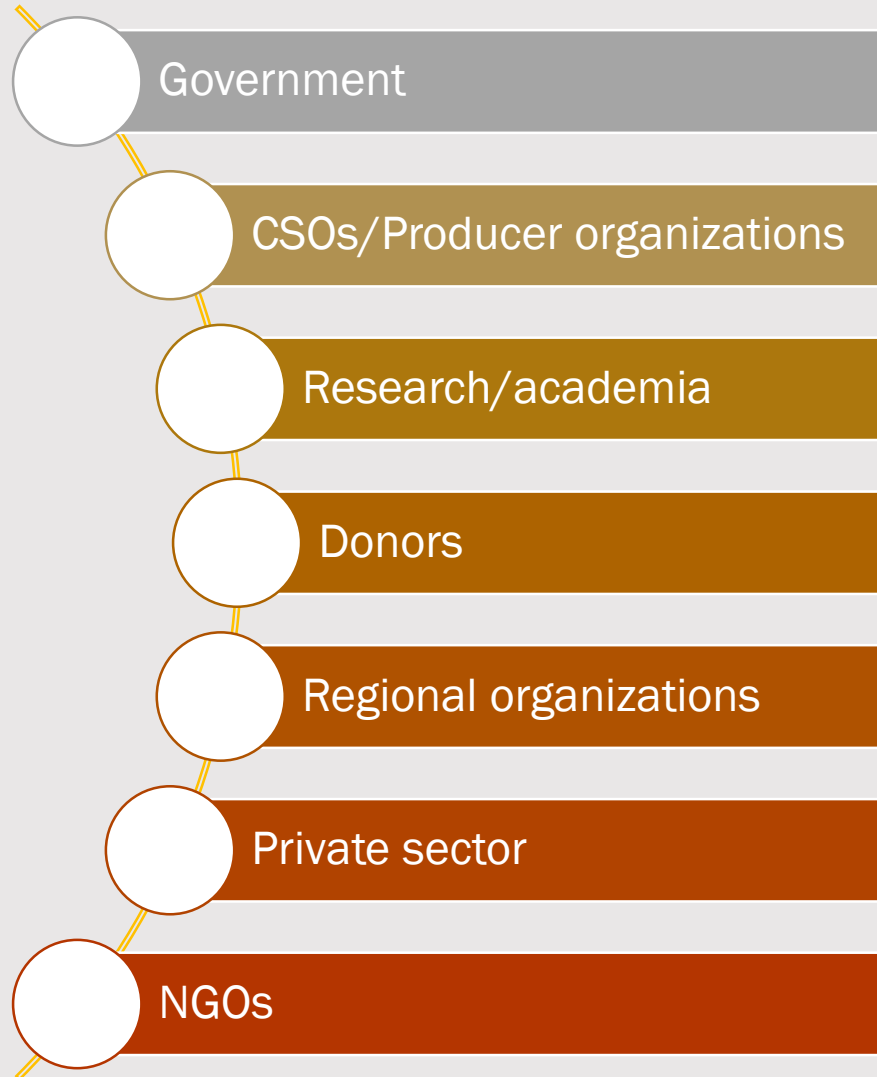 Government
CSOs/Producer organizations
Research/academia
Donors
Regional organizations
Private sector
NGOs